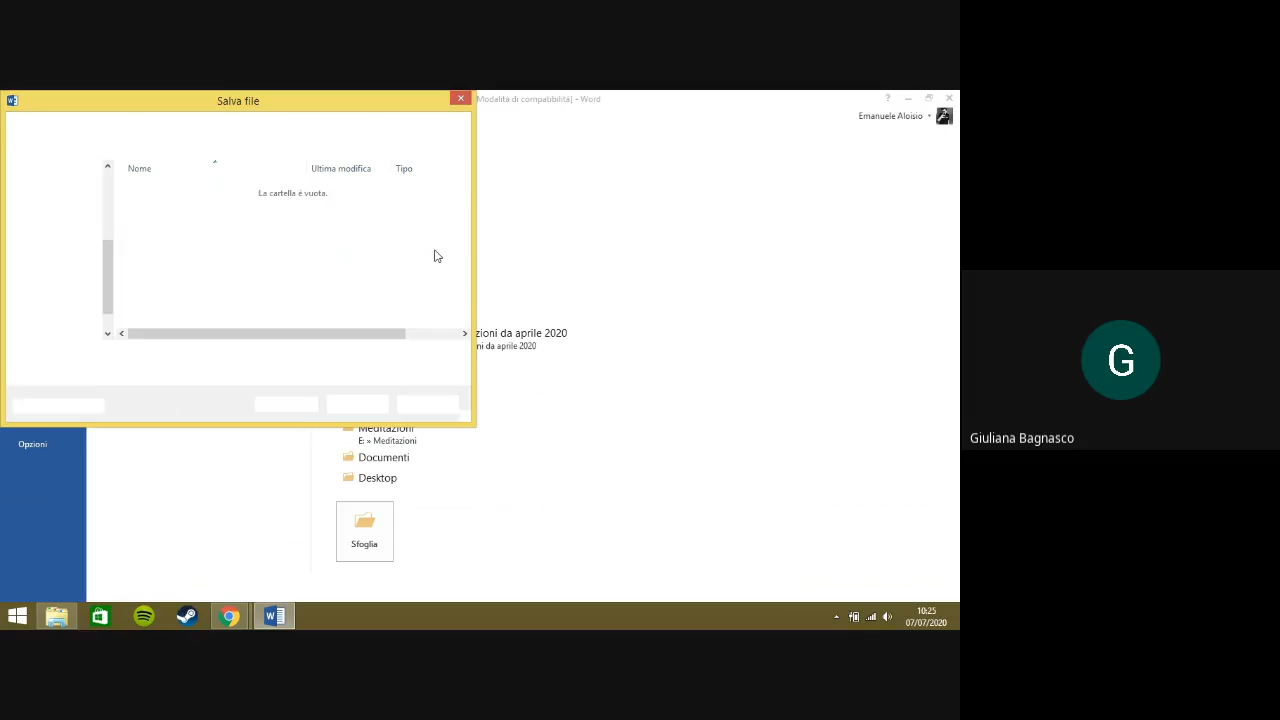 Salva file
Modalità di compatibilità] - Word
?
Emanuele Aloisio
Nome
Ultima modifica
Tipo
La cartella è vuota.
zioni da aprile 2020
ni da aprile 2020
Meditazioni
E: » Meditazioni
Documenti
Desktop
Sfoglia
Opzioni
10:25
07/07/2020
G
Giuliana Bagnasco